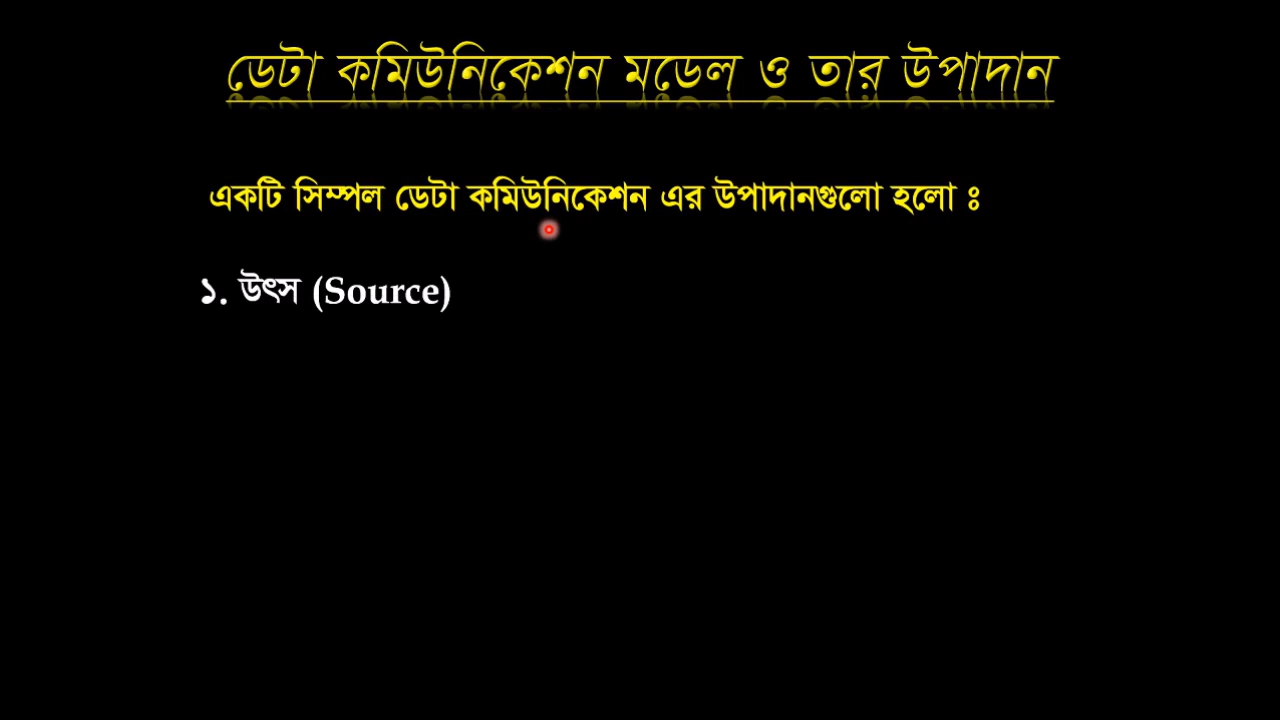 ডেটা কমিউনিকেশন মডেল ও তার উপাদান
একটি সিম্পল ডেটা কমিউনিকেশন এর উপাদানগুলো হলো ঃ
১. উৎস (Source)